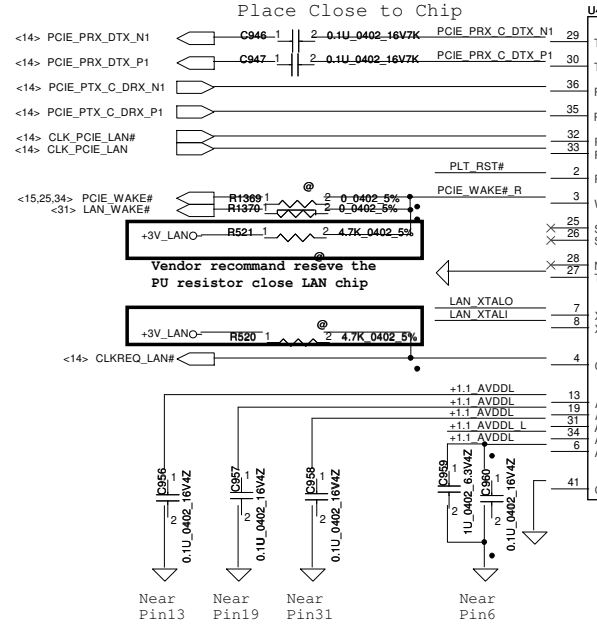 Place Close to Chip
U4
<14> PCIE_PRX_DTX_N1 C946 1 2 0.1U_0402_16V7K PCIE_PRX_C_DTX_N1 29
<14> PCIE_PRX_DTX_P1 C947 1 2 0.1U_0402_16V7K PCIE_PRX_C_DTX_P1 30
<14> PCIE_PTX_C_DRX_N1 36
<14> PCIE_PTX_C_DRX_P1 35
<14> CLK_PCIE_LAN# 32
<14> CLK_PCIE_LAN 33
PLT_RST# 2
@
<15,25,34> PCIE_WAKE# R1369 1 2 0_0402_5% PCIE_WAKE#_R 3
<31> LAN_WAKE# R1370 1 2 0_0402_5%
25
+3V_LAN R521 1 2 4.7K_0402_5% 26
@
Vendor recommand reseve the 28
PU resistor close LAN chip 27
LAN_XTALO 7
LAN_XTALI 8
@
+3V_LAN R520 1 2 4.7K_0402_5%
<14> CLKREQ_LAN# 4
+1.1_AVDDL 13
+1.1_AVDDL 19
+1.1_AVDDL 31
+1.1_AVDDL_L 34
+1.1_AVDDL 6
41
C956 1 2 0.1U_0402_16V4Z
C957 1 2 0.1U_0402_16V4Z
C958 1 2 0.1U_0402_16V4Z
C959 1 2 1U_0402_6.3V4Z
C960 1 2 0.1U_0402_16V4Z
Near Pin13
Near Pin19
Near Pin31
Near Pin6